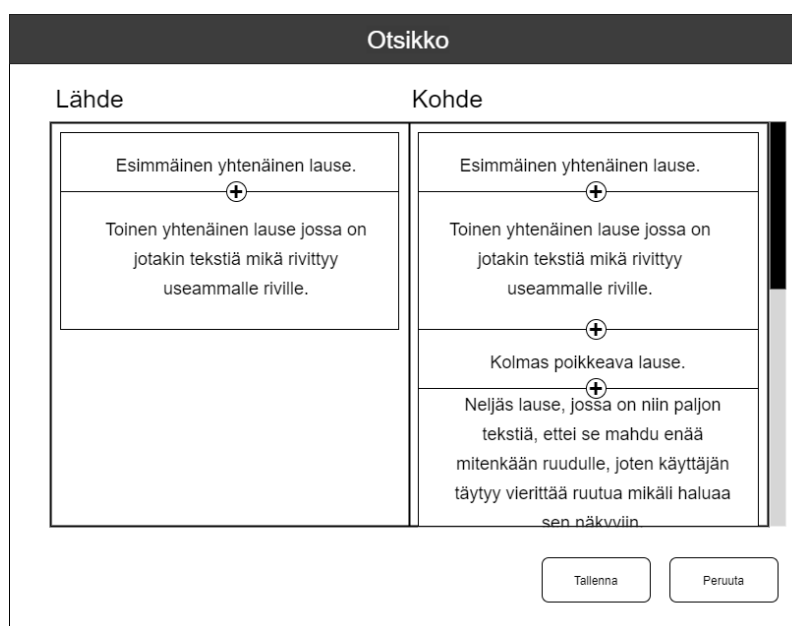 Otsikko
Lähde
Kohde
Esimmäinen yhtenäinen lause.
Toinen yhtenäinen lause jossa on
jotakin tekstiä mikä rivittyy
useammalle riville.
Esimmäinen yhtenäinen lause.
Toinen yhtenäinen lause jossa on
jotakin tekstiä mikä rivittyy
useammalle riville.
Kolmas poikkeava lause.
Neljäs lause, jossa on niin paljon
tekstiä, ettei se mahdu enää
mitenkään ruudulle, joten käyttäjän
täytyy vierittää ruutua mikäli haluaa
sen näkyviin.
Tallenna
Peruuta